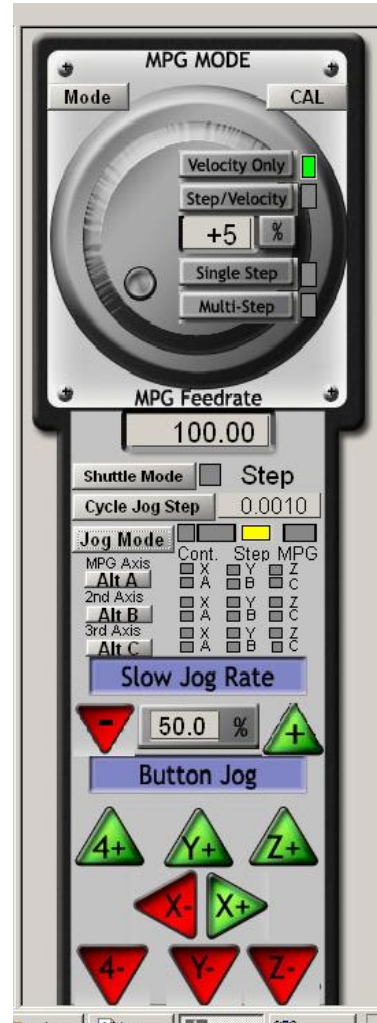 MPG MODE
Mode CAL
Velocity Only
Step/Velocity
+5 %
Single Step
Multi-Step
MPG Feedrate
100.00
Shuttle Mode Step
Cycle Jog Step 0.0010
Jog Mode
Cont. Step MPG
MPG Axis X Y Z
Alt A A B C
2nd Axis X Y Z
Alt B A B C
3rd Axis X Y Z
Alt C A B C
Slow Jog Rate
- 50.0 % +
Button Jog
4+ Y+ Z+
X- X+
4- Y- Z-